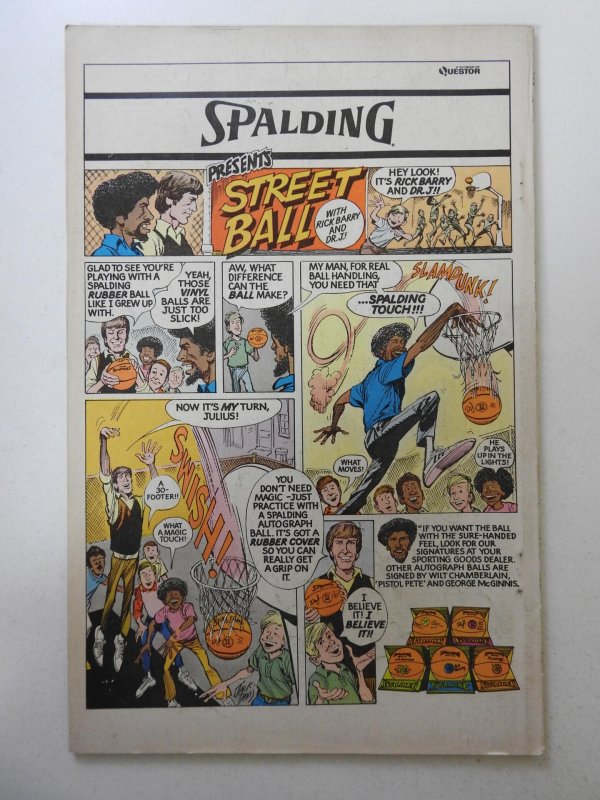 A DIVISION OF
QUESTOR
SPALDING
PRESENTS
STREET
BALL
WITH
RICK BARRY
AND
DR. J!
HEY LOOK!
IT'S RICK BARRY
AND DR. J!!
GLAD TO SEE YOU'RE
PLAYING WITH A
SPALDING
RUBBER BALL
LIKE I GREW UP
WITH.
YEAH,
THOSE
VINYL
BALLS ARE
JUST TOO
SLICK!
AW, WHAT
DIFFERENCE
CAN THE
BALL MAKE?
MY MAN, FOR REAL
BALL HANDLING,
YOU NEED THAT
...SPALDING
TOUCH!!!
SLAMDUNK!
WHAT
MOVES!
HE
PLAYS
UP IN THE
LIGHTS!
NOW IT'S MY TURN,
JULIUS!
A
30-
FOOTER!!
WHAT
A MAGIC
TOUCH!
SWISH!
YOU
DON'T NEED
MAGIC -JUST
PRACTICE WITH
A SPALDING
AUTOGRAPH
BALL. IT'S GOT A
RUBBER COVER
SO YOU CAN
REALLY GET
A GRIP ON
IT.
SPALDING
I
BELIEVE
IT! I
BELIEVE
IT!!
"IF YOU WANT THE BALL
WITH THE SURE-HANDED
FEEL, LOOK FOR OUR
SIGNATURES AT YOUR
SPORTING GOODS DEALER.
OTHER AUTOGRAPH BALLS ARE
SIGNED BY WILT CHAMBERLAIN,
'PISTOL PETE' AND GEORGE McGINNIS.